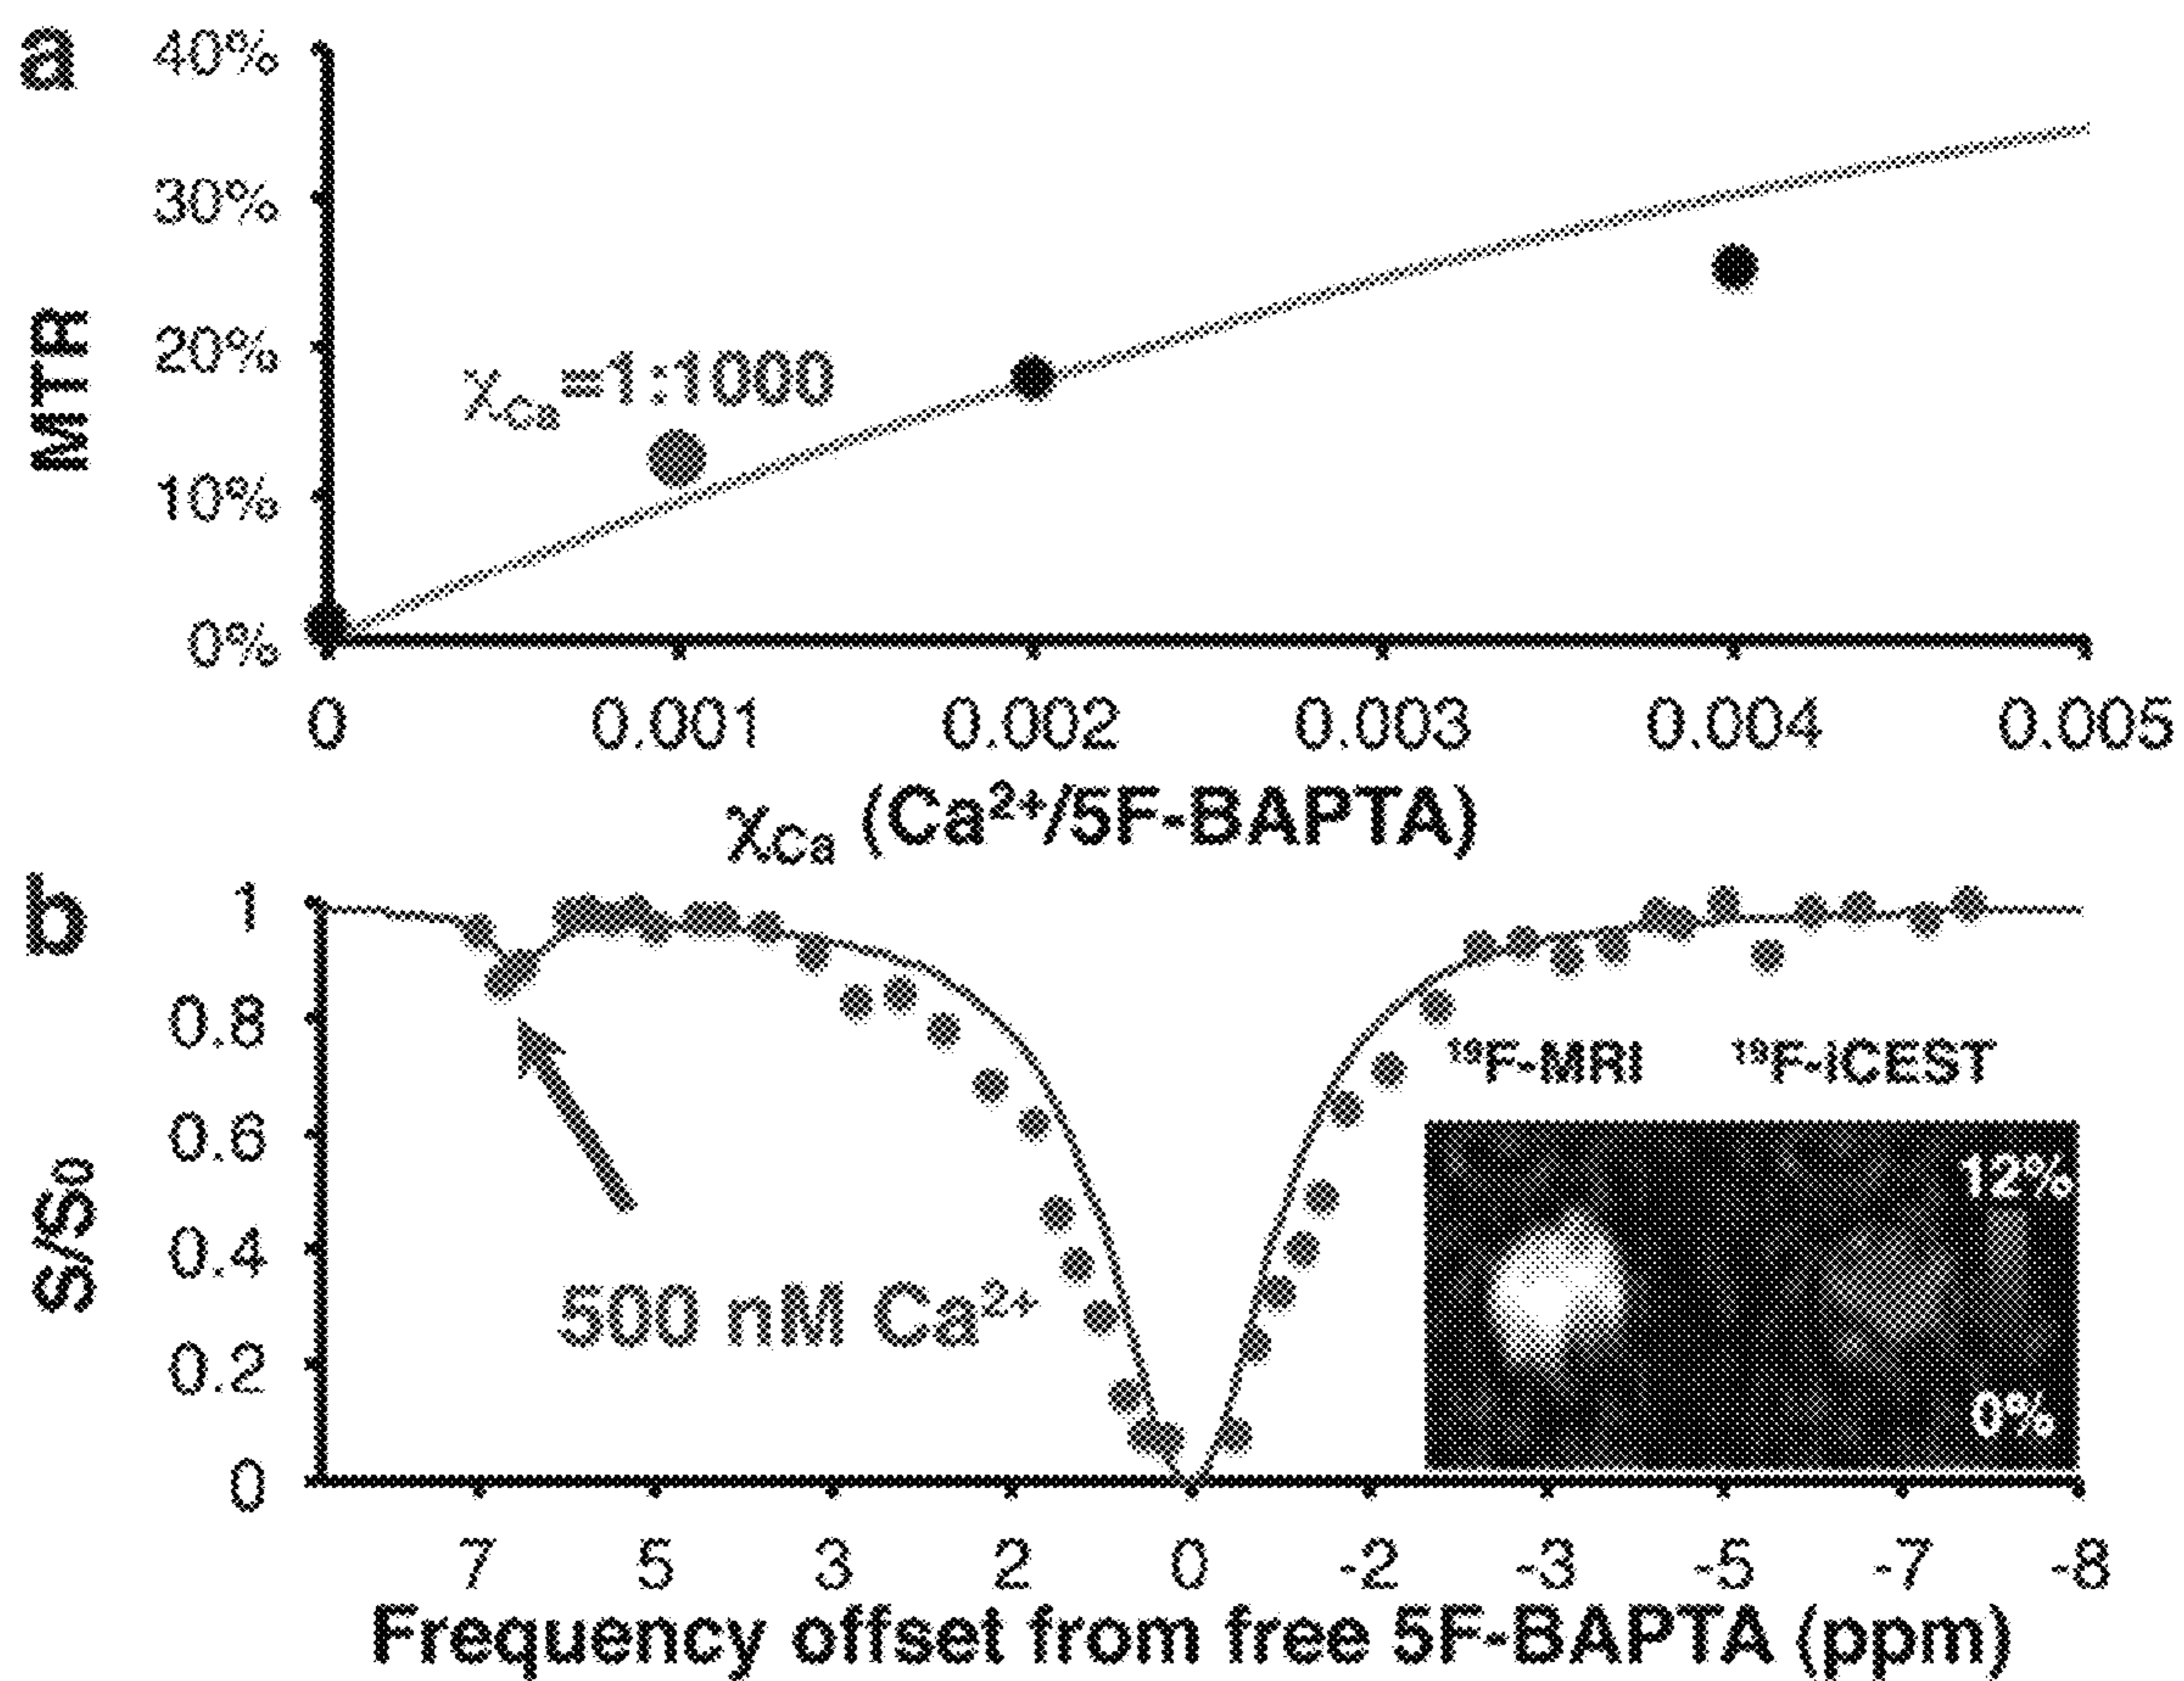 a
40%
30%
20%
10%
0%
MTR
χCa=1:1000
0 0.001 0.002 0.003 0.004 0.005
χCa (Ca²⁺/5F-BAPTA)
b
1
0.8
0.6
0.4
0.2
0
S/S0
500 nM Ca²⁺
¹⁹F-MRI ¹⁹F-iCEST
12%
0%
7 5 3 2 0 -2 -3 -5 -7 -8
Frequency offset from free 5F-BAPTA (ppm)